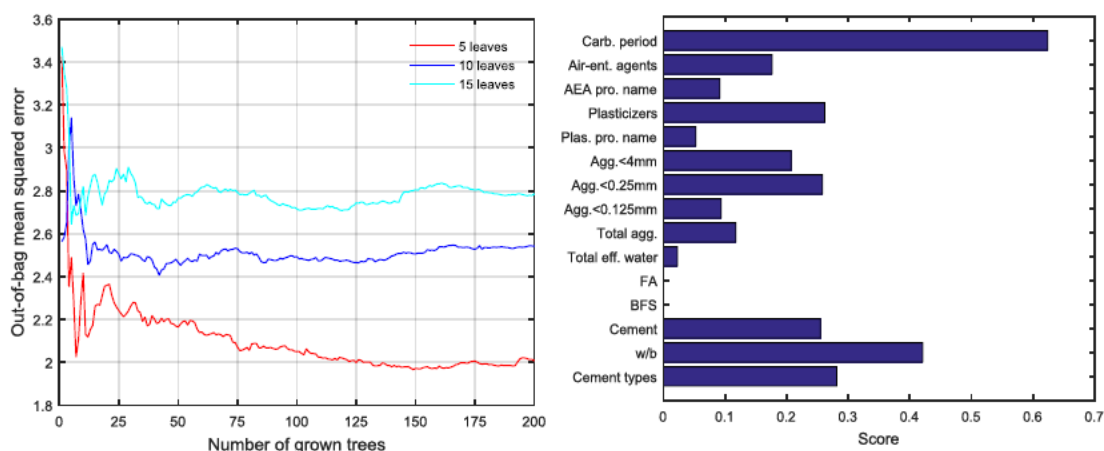 3.6
3.4
3.2
3
2.8
2.6
2.4
2.2
2
1.8
Out-of-bag mean squared error
5 leaves
10 leaves
15 leaves
0 25 50 75 100 125 150 175 200
Number of grown trees
Carb. period
Air-ent. agents
AEA pro. name
Plasticizers
Plas. pro. name
Agg.<4mm
Agg.<0.25mm
Agg.<0.125mm
Total agg.
Total eff. water
FA
BFS
Cement
w/b
Cement types
0 0.1 0.2 0.3 0.4 0.5 0.6 0.7
Score